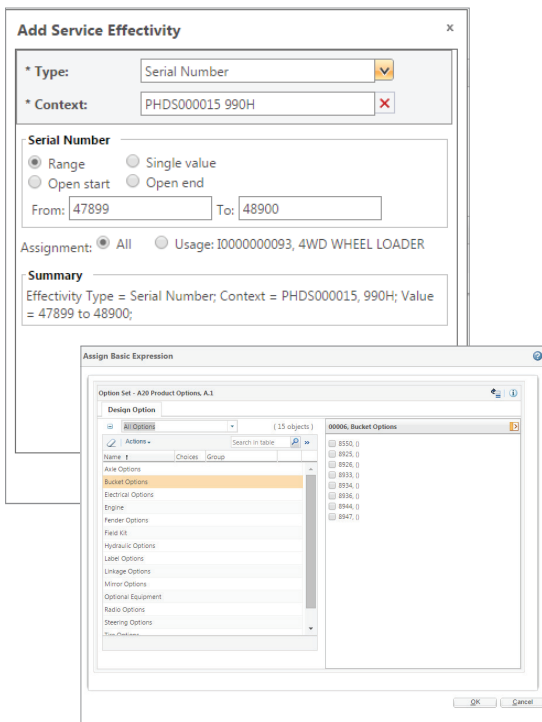 Add Service Effectivity
x
* Type:
Serial Number
* Context:
PHDS000015 990H
Serial Number
Range
Single value
Open start
Open end
From: 47899
To: 48900
Assignment:
All
Usage: I0000000093, 4WD WHEEL LOADER
Summary
Effectivity Type = Serial Number; Context = PHDS000015, 990H; Value
= 47899 to 48900;
Assign Basic Expression
Option Set - A20 Product Options, A.1
Design Option
All Options
( 15 objects )
00006, Bucket Options
Actions
Search in table
Name
Choices
Group
Axle Options
Bucket Options
Electrical Options
Engine
Fender Options
Field Kit
Hydraulic Options
Label Options
Linkage Options
Mirror Options
Optional Equipment
Radio Options
Steering Options
Tire Options
8550, ()
8925, ()
8926, ()
8933, ()
8934, ()
8936, ()
8944, ()
8947, ()
OK
Cancel